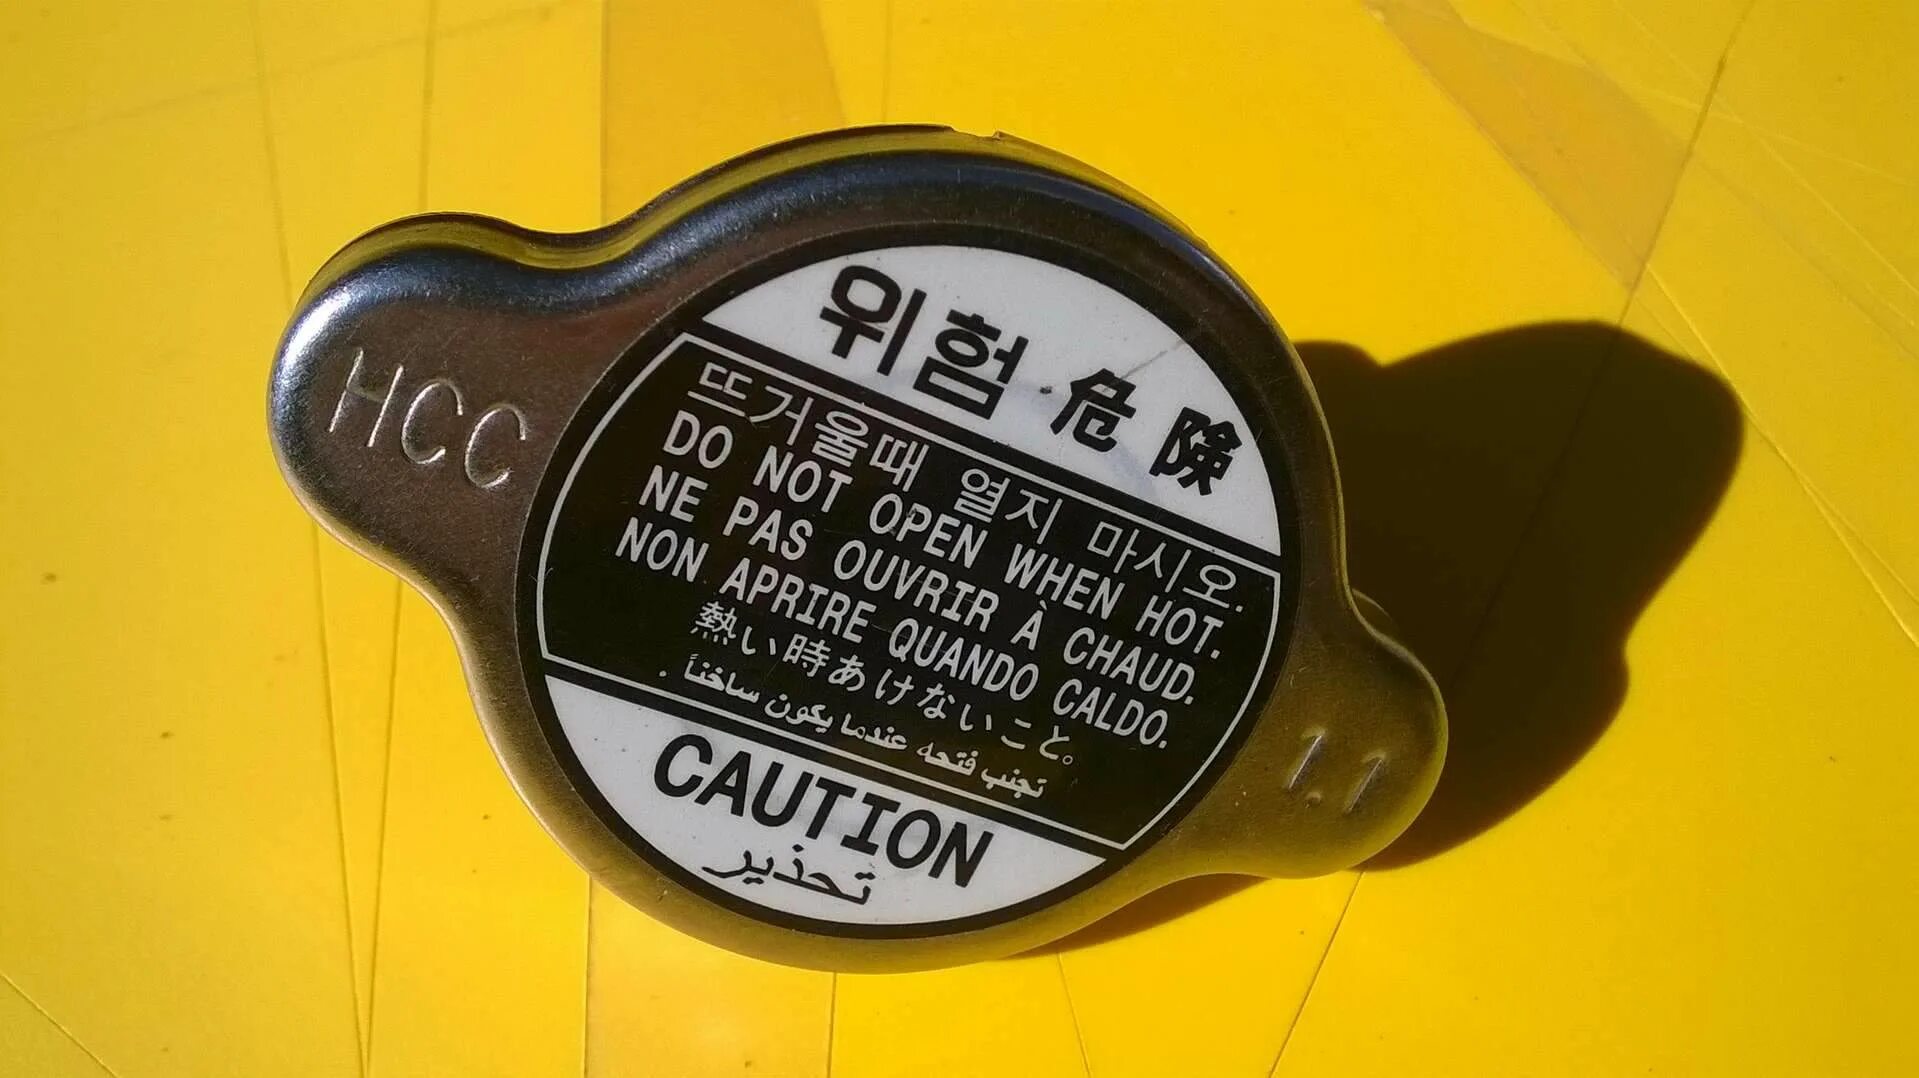 HCC
위험·危險
뜨거울때 열지 마시오.
DO NOT OPEN WHEN HOT.
NE PAS OUVRIR À CHAUD.
NON APRIRE QUANDO CALDO.
熱い時あけないこと。
تجنب فتحه عندما يكون ساخناً .
CAUTION
تحذير
1.1